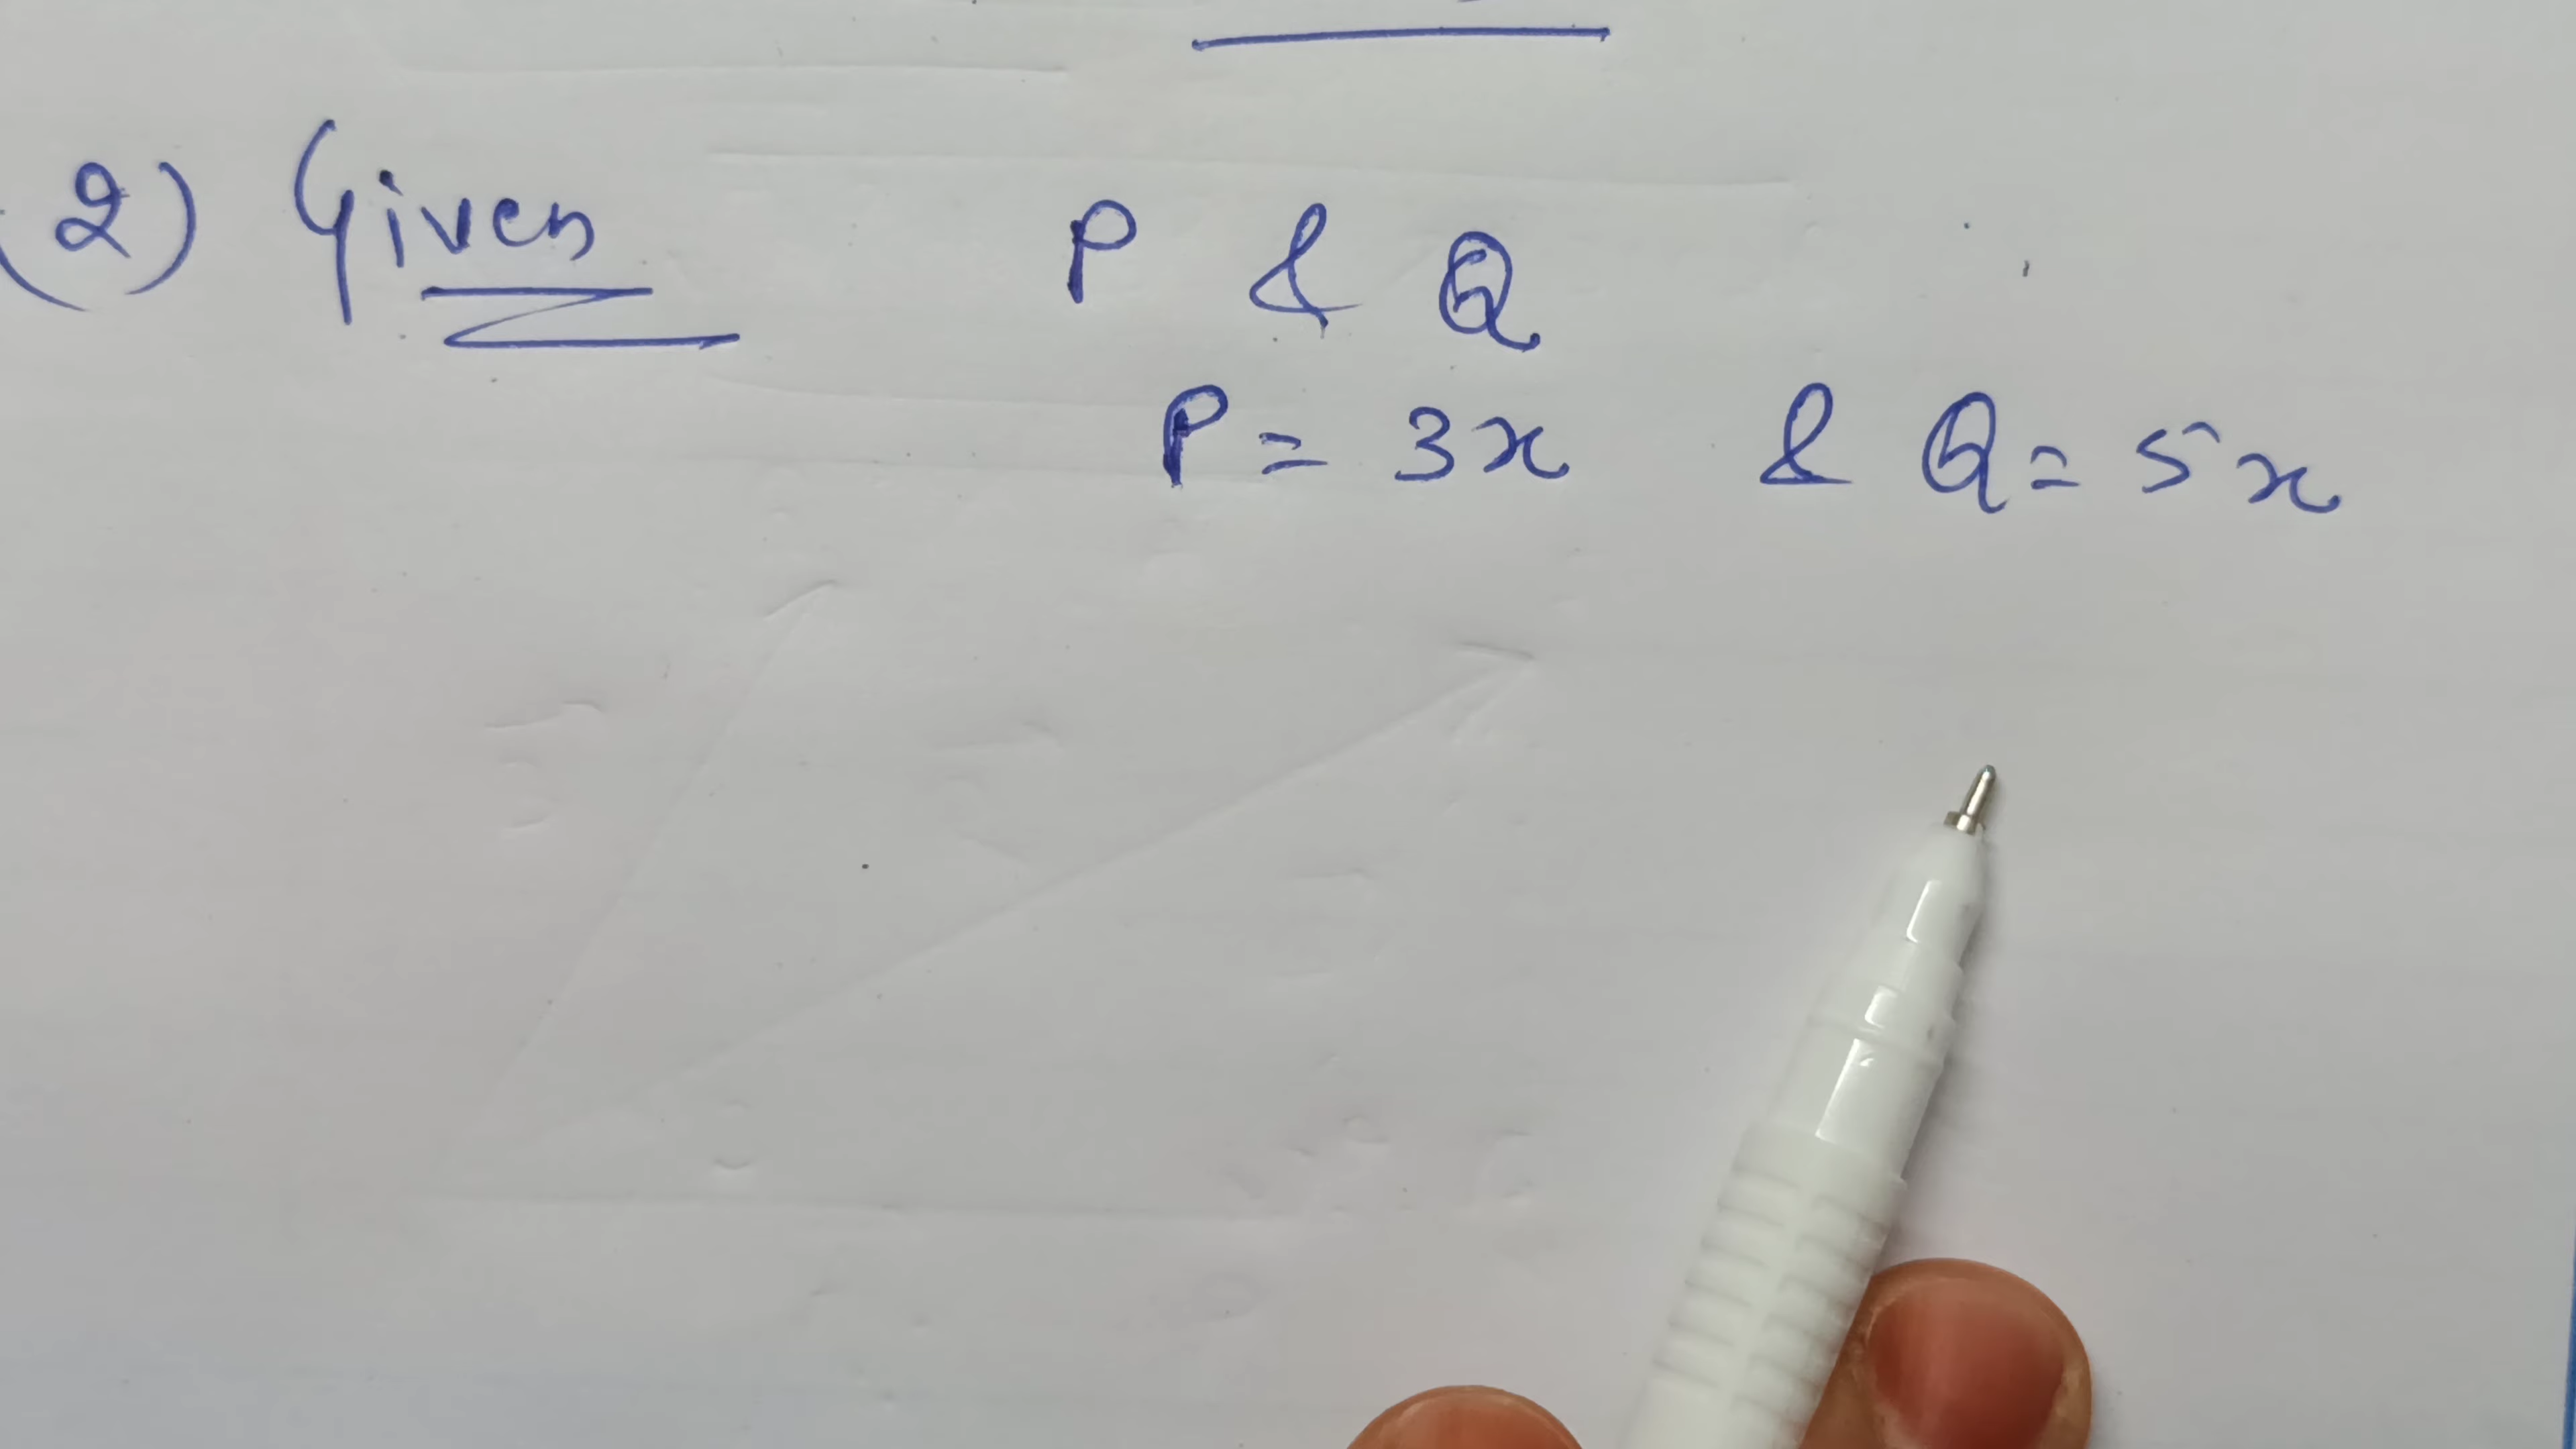 (2) Given P & Q
P = 3x & Q = 5x